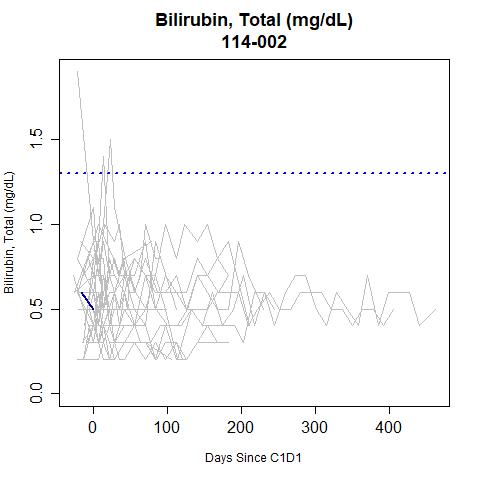 Bilirubin, Total (mg/dL)
114-002
Bilirubin, Total (mg/dL)
1.5
1.0
0.5
0.0
0 100 200 300 400
Days Since C1D1